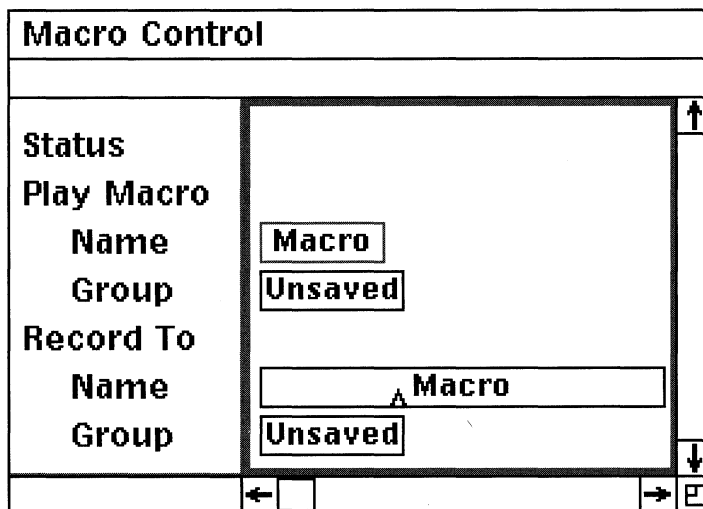 Macro Control
Status
Play Macro
Name Macro
Group Unsaved
Record To
Name Macro
Group Unsaved